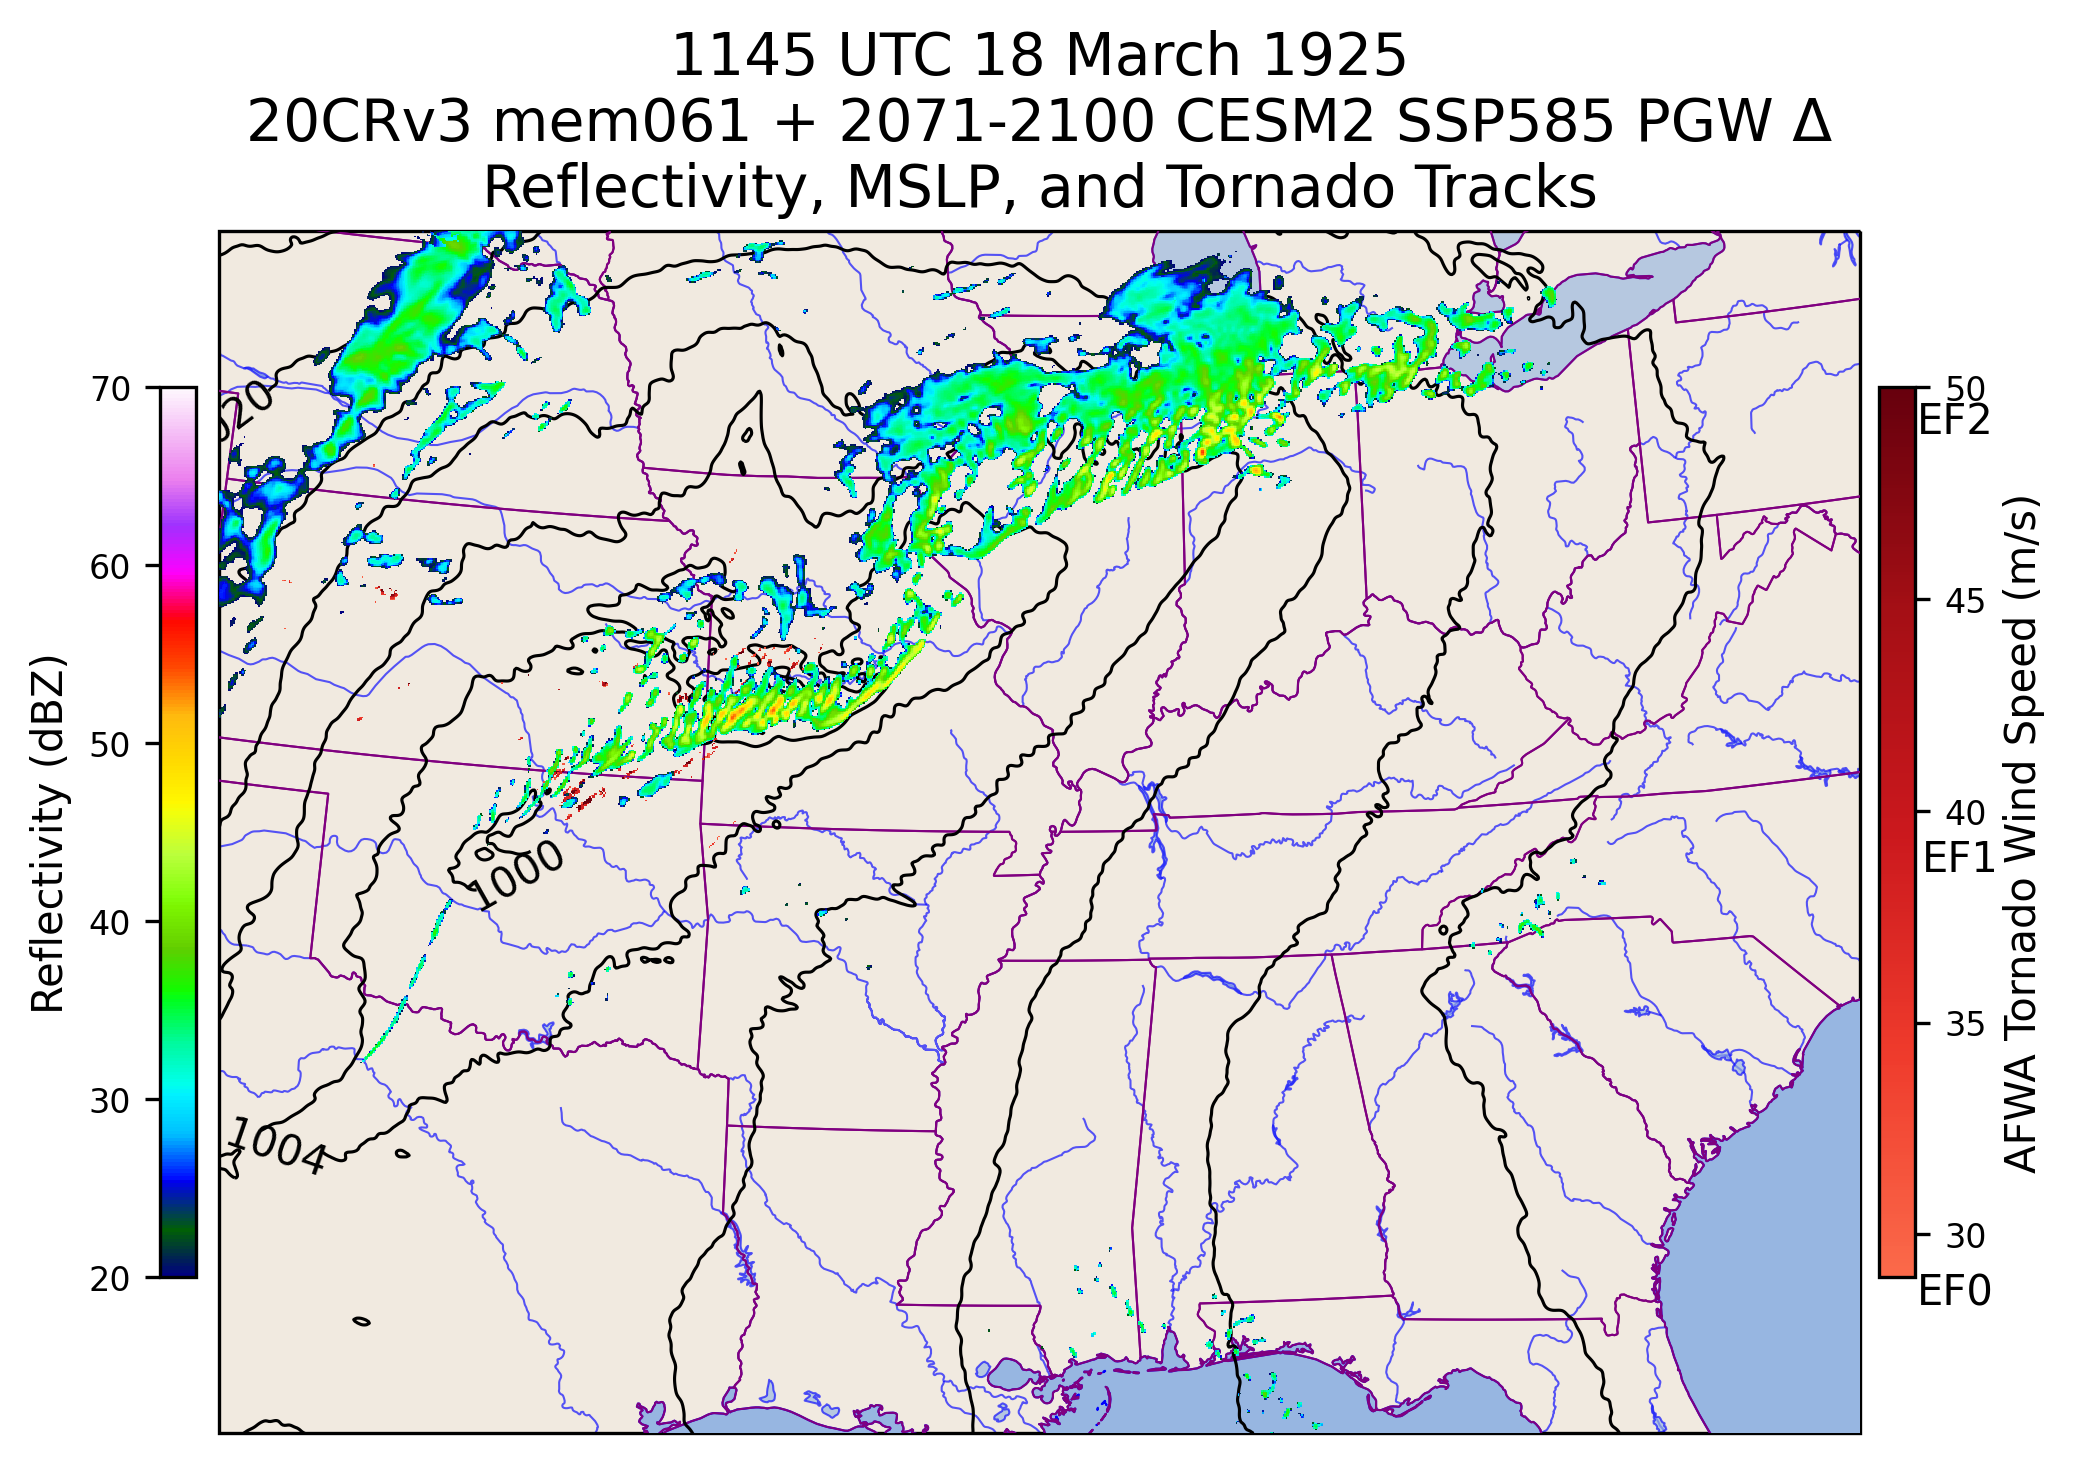 1145 UTC 18 March 1925
20CRv3 mem061 + 2071-2100 CESM2 SSP585 PGW Δ
Reflectivity, MSLP, and Tornado Tracks
Reflectivity (dBZ)
70
60
50
40
30
20
20
1000
1004
50
EF2
45
40
EF1
35
30
EF0
AFWA Tornado Wind Speed (m/s)